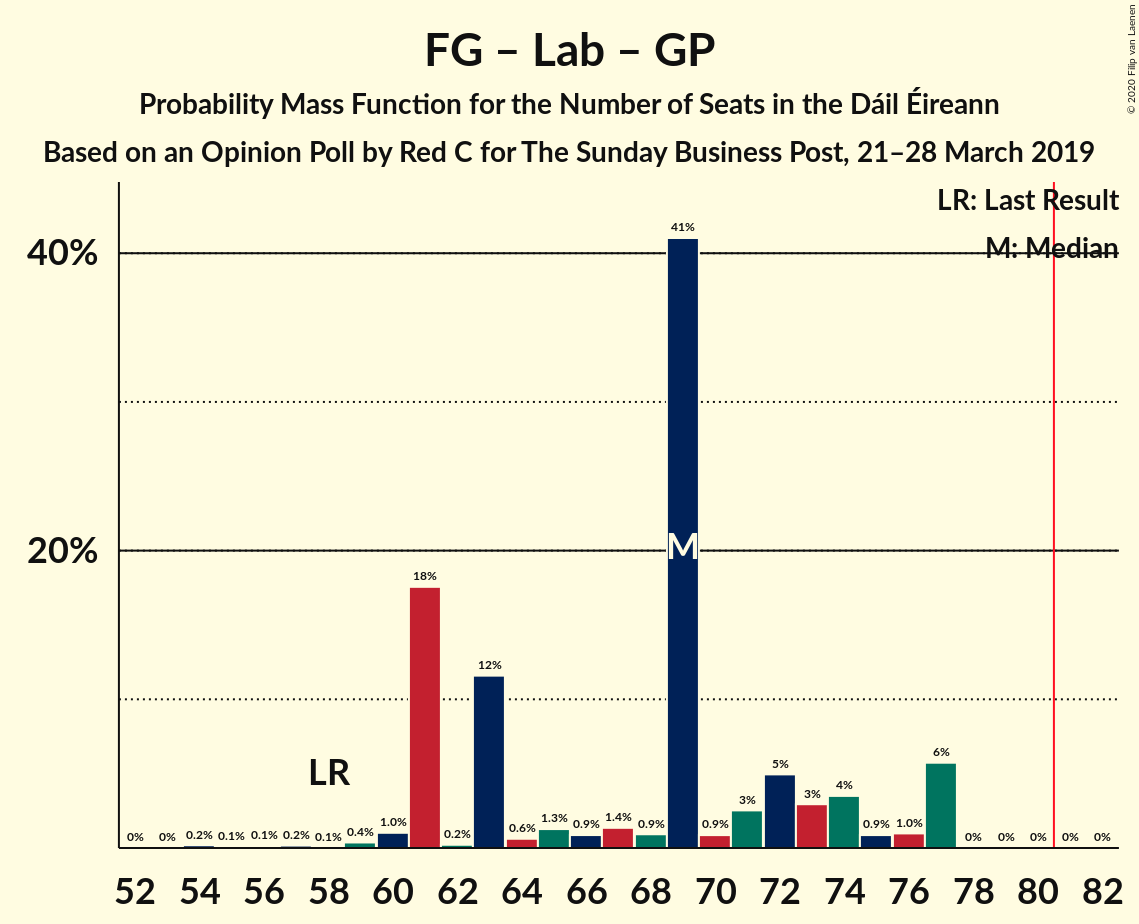 FG – Lab – GP
Probability Mass Function for the Number of Seats in the Dáil Éireann
Based on an Opinion Poll by Red C for The Sunday Business Post, 21–28 March 2019
© 2020 Filip van Laenen
LR: Last Result
M: Median
40%
20%
41%
M
18%
12%
LR
0% 0% 0.2% 0.1% 0.1% 0.2% 0.1% 0.4% 1.0% 0.2% 0.6% 1.3% 0.9% 1.4% 0.9% 0.9% 3% 5% 3% 4% 0.9% 1.0% 6% 0% 0% 0% 0% 0%
52 54 56 58 60 62 64 66 68 70 72 74 76 78 80 82